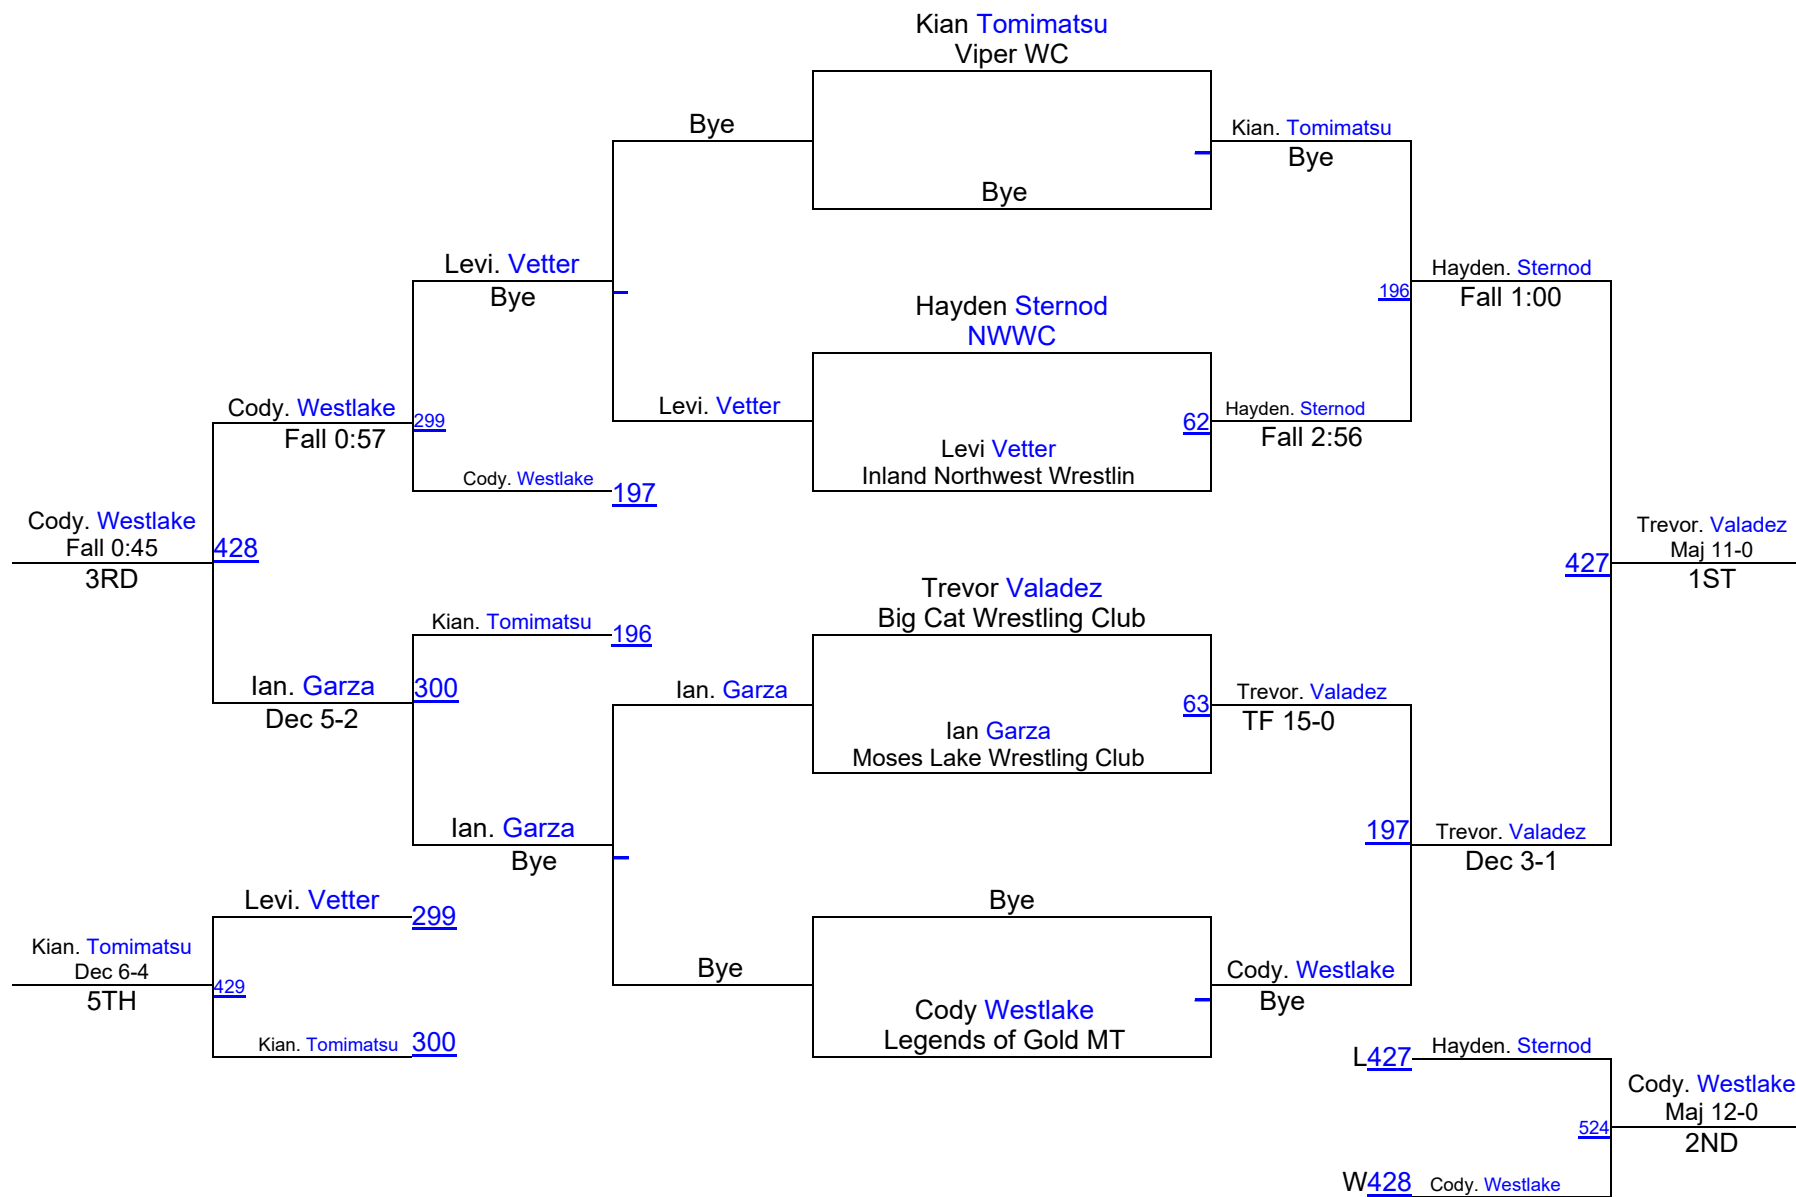 Kian Tomimatsu
Viper WC
Bye
Kian. Tomimatsu
Bye
Bye
Levi. Vetter
Bye
Hayden. Sternod
196
Fall 1:00
Hayden Sternod
NWWC
Cody. Westlake
299
Fall 0:57
Levi. Vetter
62
Hayden. Sternod
Fall 2:56
Levi Vetter
Inland Northwest Wrestlin
Cody. Westlake
197
Cody. Westlake
Fall 0:45
428
3RD
427
Trevor. Valadez
Maj 11-0
1ST
Trevor Valadez
Big Cat Wrestling Club
Kian. Tomimatsu
196
Ian. Garza
300
Dec 5-2
Ian. Garza
63
Trevor. Valadez
TF 15-0
Ian Garza
Moses Lake Wrestling Club
Ian. Garza
Bye
197
Trevor. Valadez
Dec 3-1
Levi. Vetter
299
Bye
Kian. Tomimatsu
Dec 6-4
429
5TH
Bye
Cody. Westlake
Bye
Cody Westlake
Legends of Gold MT
Kian. Tomimatsu
300
L427
Hayden. Sternod
Cody. Westlake
Maj 12-0
524
2ND
W428
Cody. Westlake